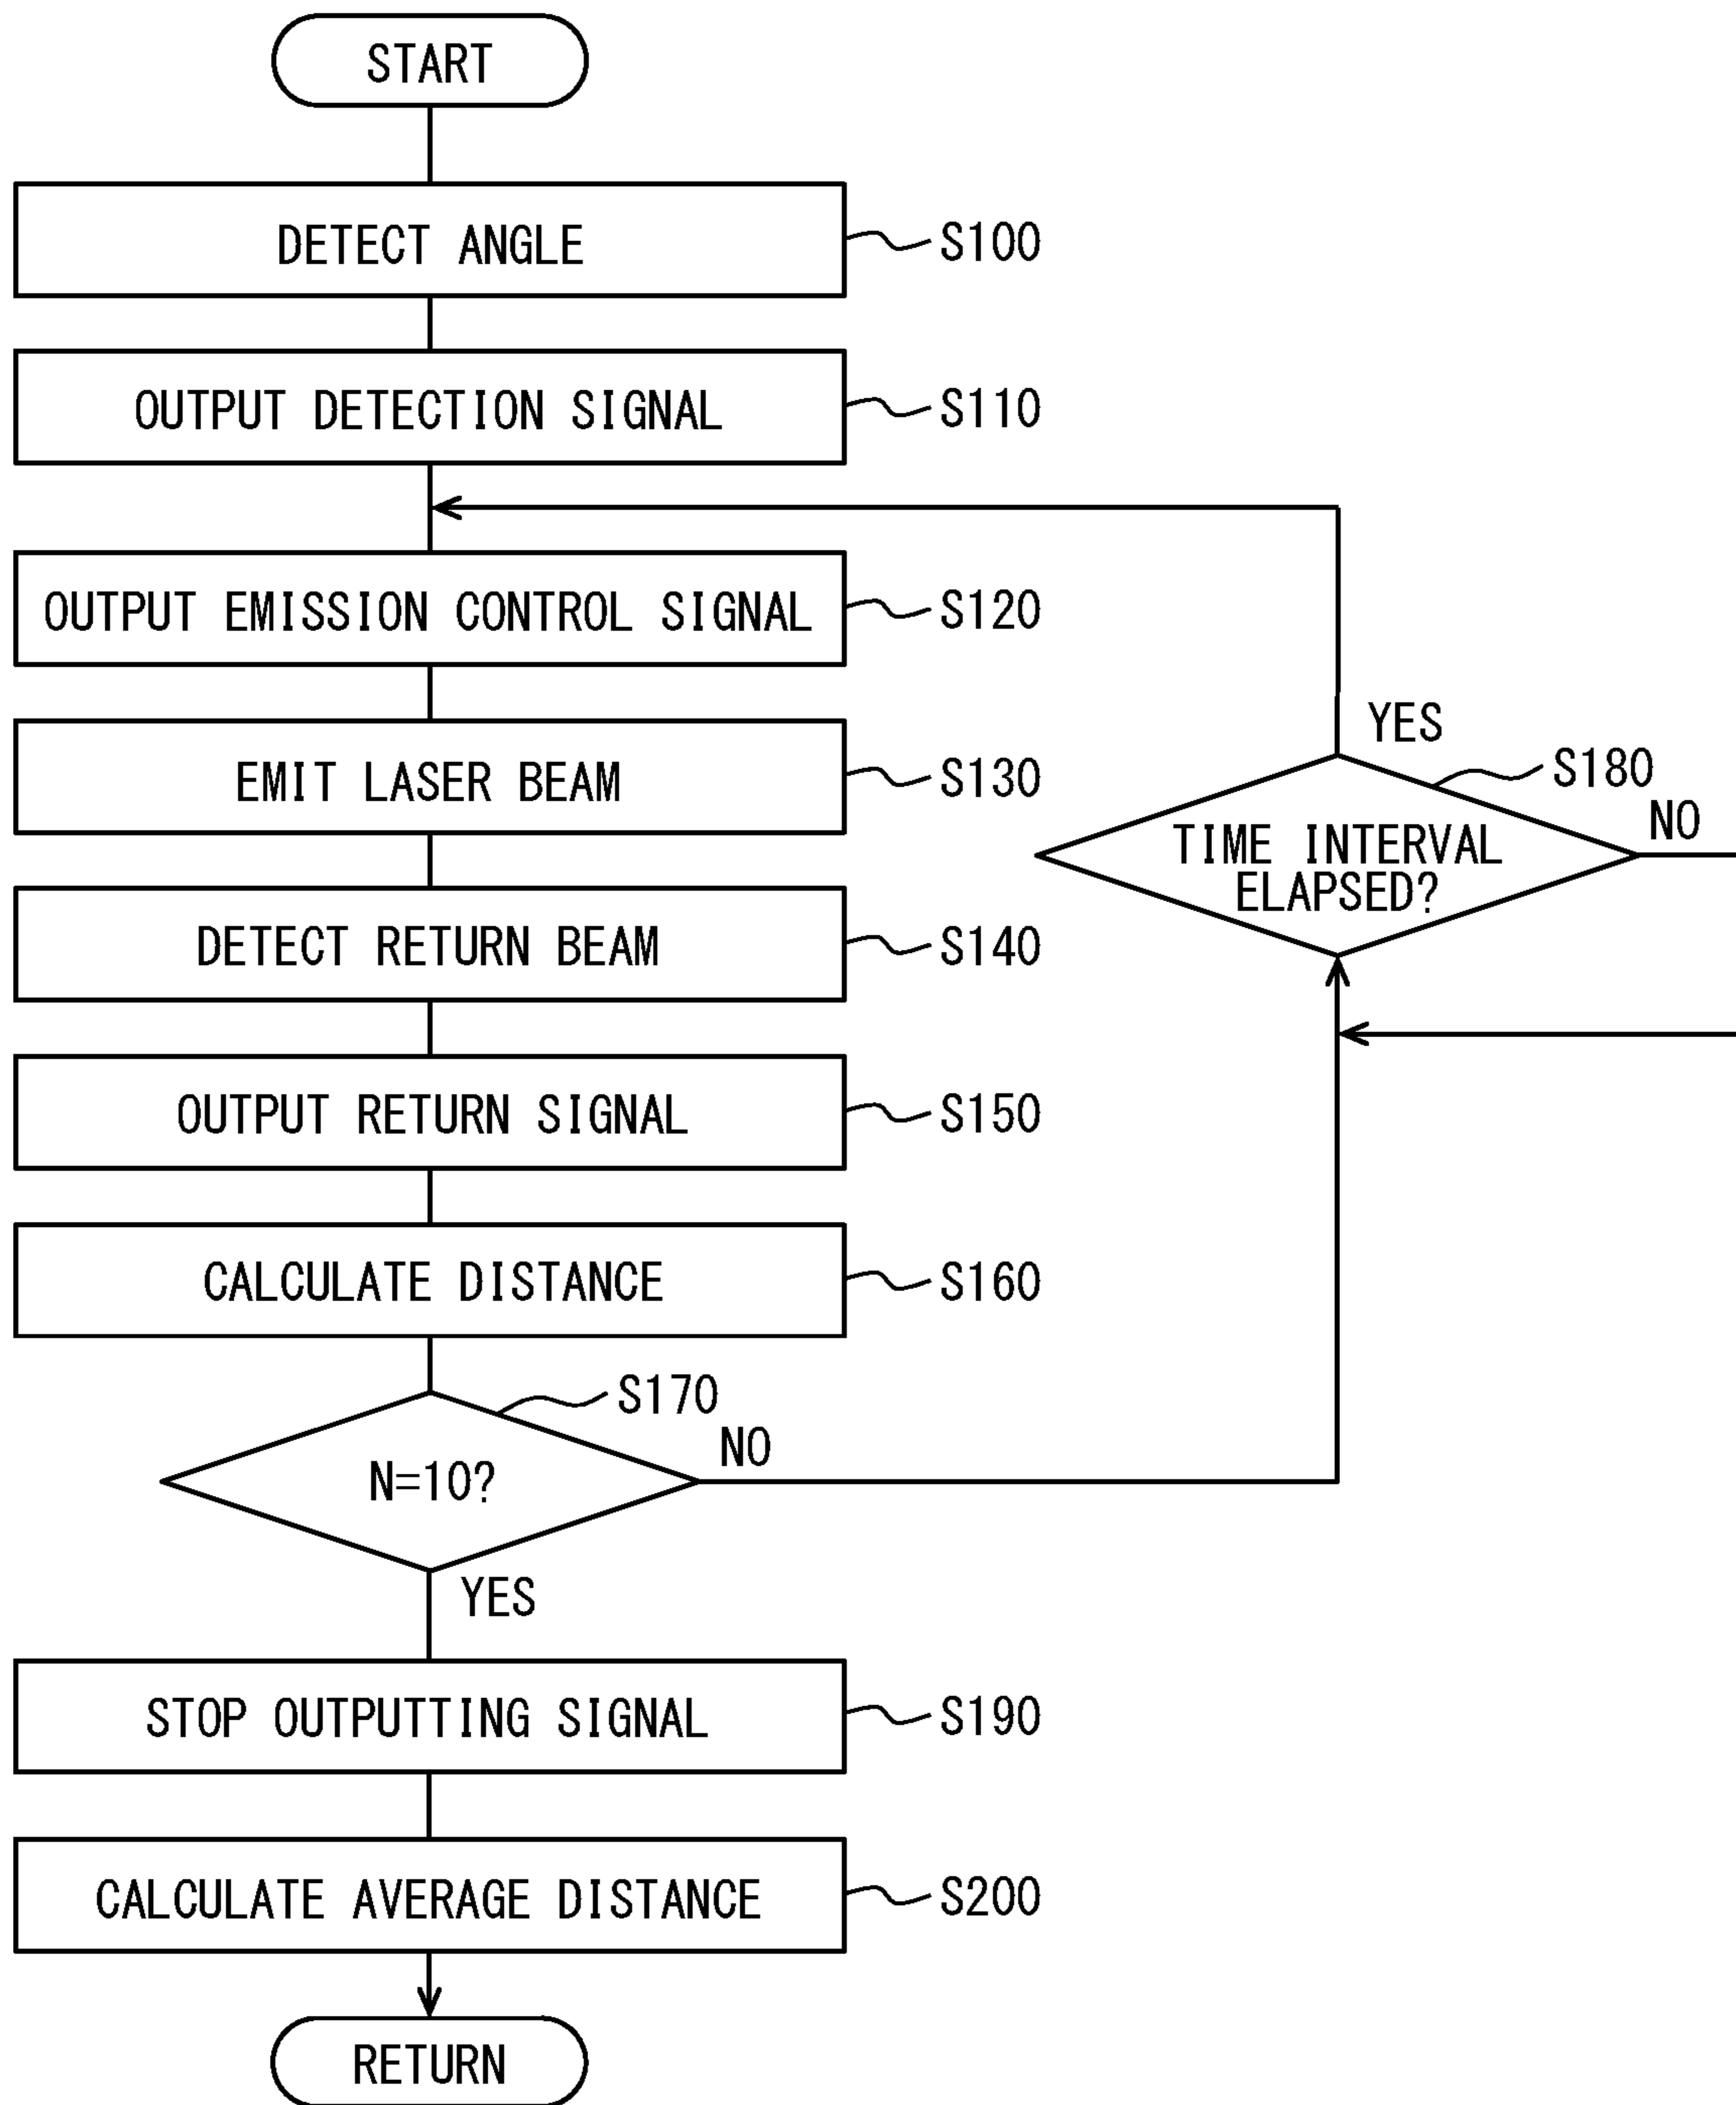 START
DETECT ANGLE
S100
OUTPUT DETECTION SIGNAL
S110
OUTPUT EMISSION CONTROL SIGNAL
S120
EMIT LASER BEAM
S130
DETECT RETURN BEAM
S140
OUTPUT RETURN SIGNAL
S150
CALCULATE DISTANCE
S160
S170
N=10?
NO
YES
YES
S180
TIME INTERVAL
ELAPSED?
NO
STOP OUTPUTTING SIGNAL
S190
CALCULATE AVERAGE DISTANCE
S200
RETURN